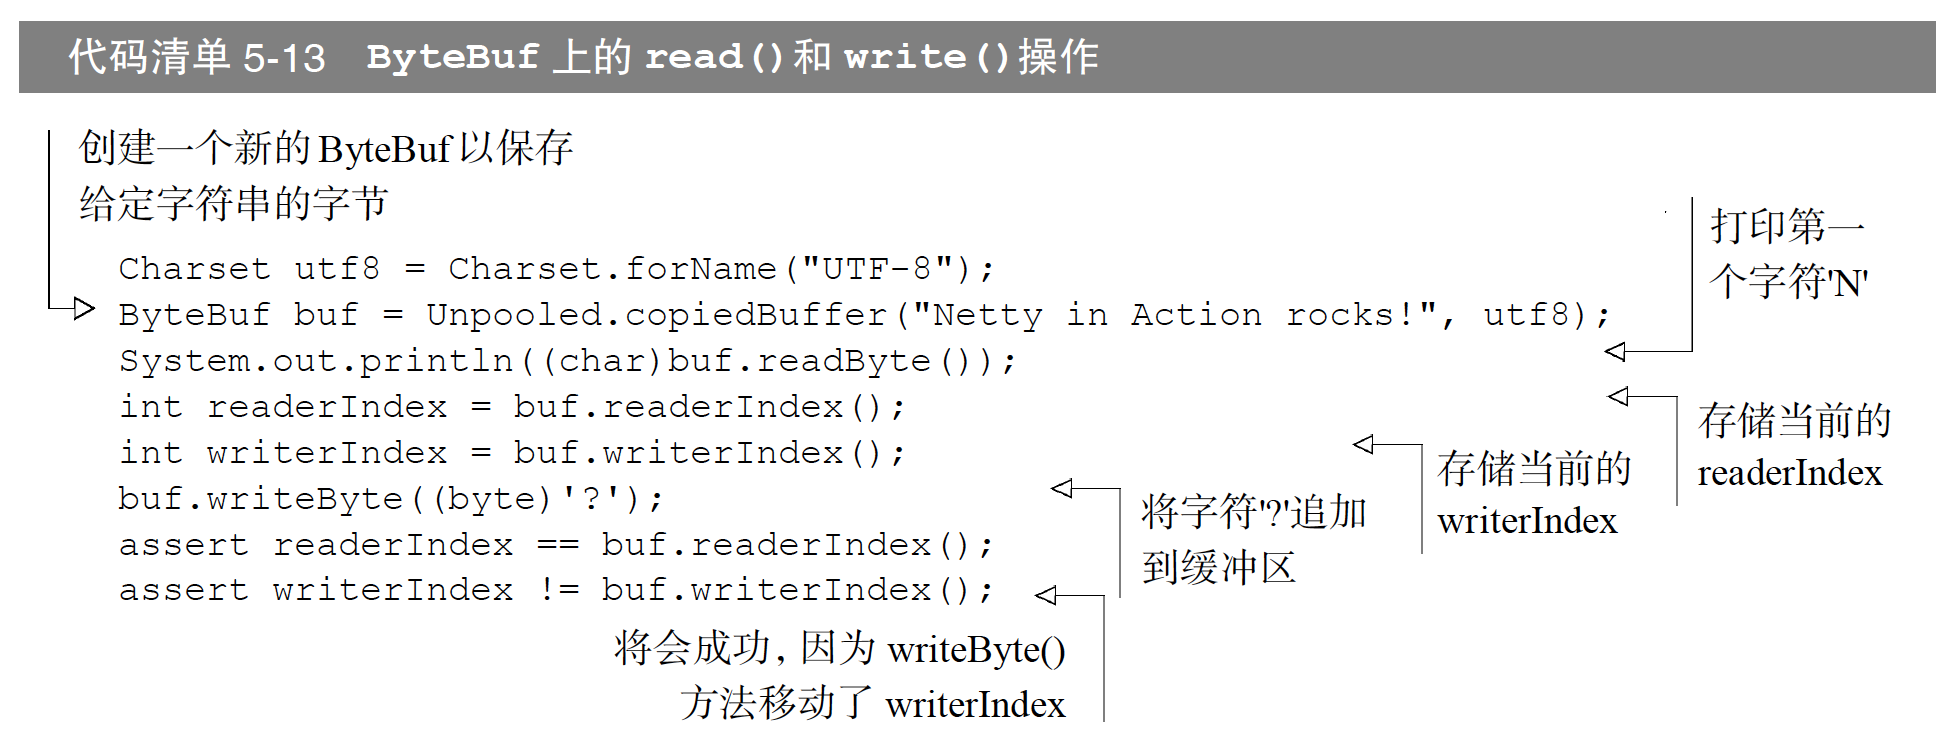 代码清单 5-13 ByteBuf 上的 read()和 write()操作
创建一个新的 ByteBuf 以保存
给定字符串的字节
打印第一
个字符'N'
Charset utf8 = Charset.forName("UTF-8");
ByteBuf buf = Unpooled.copiedBuffer("Netty in Action rocks!", utf8);
System.out.println((char)buf.readByte());
int readerIndex = buf.readerIndex();
存储当前的
readerIndex
int writerIndex = buf.writerIndex();
存储当前的
writerIndex
buf.writeByte((byte)'?');
将字符'?'追加
到缓冲区
assert readerIndex == buf.readerIndex();
assert writerIndex != buf.writerIndex();
将会成功，因为 writeByte()
方法移动了 writerIndex